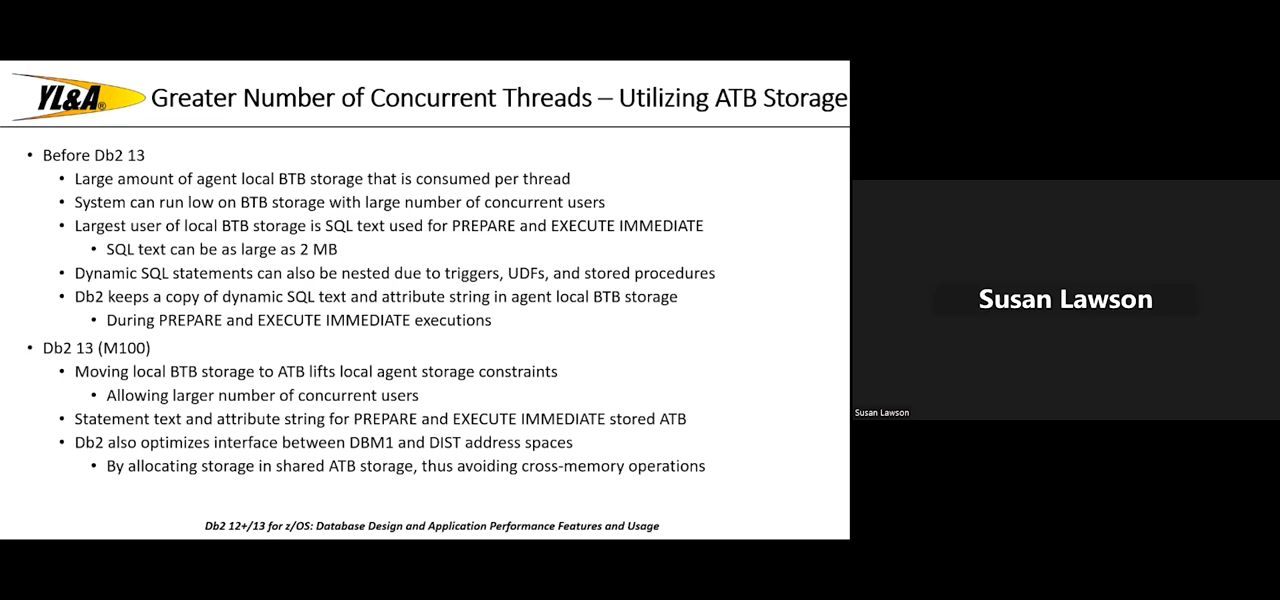 YL&A®
Greater Number of Concurrent Threads – Utilizing ATB Storage
• Before Db2 13
• Large amount of agent local BTB storage that is consumed per thread
• System can run low on BTB storage with large number of concurrent users
• Largest user of local BTB storage is SQL text used for PREPARE and EXECUTE IMMEDIATE
• SQL text can be as large as 2 MB
• Dynamic SQL statements can also be nested due to triggers, UDFs, and stored procedures
• Db2 keeps a copy of dynamic SQL text and attribute string in agent local BTB storage
• During PREPARE and EXECUTE IMMEDIATE executions
• Db2 13 (M100)
• Moving local BTB storage to ATB lifts local agent storage constraints
• Allowing larger number of concurrent users
• Statement text and attribute string for PREPARE and EXECUTE IMMEDIATE stored ATB
• Db2 also optimizes interface between DBM1 and DIST address spaces
• By allocating storage in shared ATB storage, thus avoiding cross-memory operations
Db2 12+/13 for z/OS: Database Design and Application Performance Features and Usage
Susan Lawson
Susan Lawson